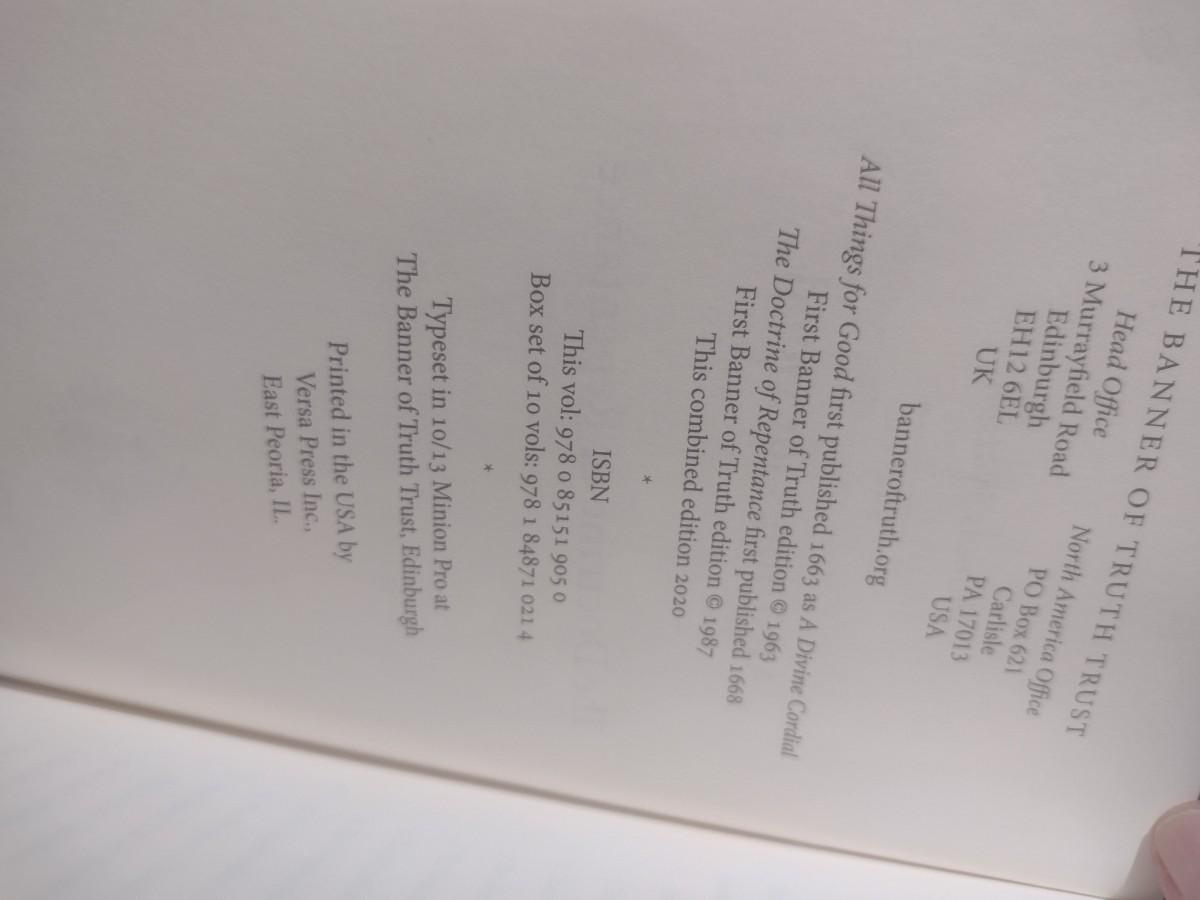 THE BANNER OF TRUTH TRUST
Head Office
3 Murrayfield Road
Edinburgh
EH12 6EL
UK
North America Office
PO Box 621
Carlisle
PA 17013
USA
banneroftruth.org
All Things for Good first published 1663 as A Divine Cordial
First Banner of Truth edition © 1963
The Doctrine of Repentance first published 1668
First Banner of Truth edition © 1987
This combined edition 2020
*
ISBN
This vol: 978 0 85151 905 0
Box set of 10 vols: 978 1 84871 021 4
*
Typeset in 10/13 Minion Pro at
The Banner of Truth Trust, Edinburgh
Printed in the USA by
Versa Press Inc.,
East Peoria, IL.